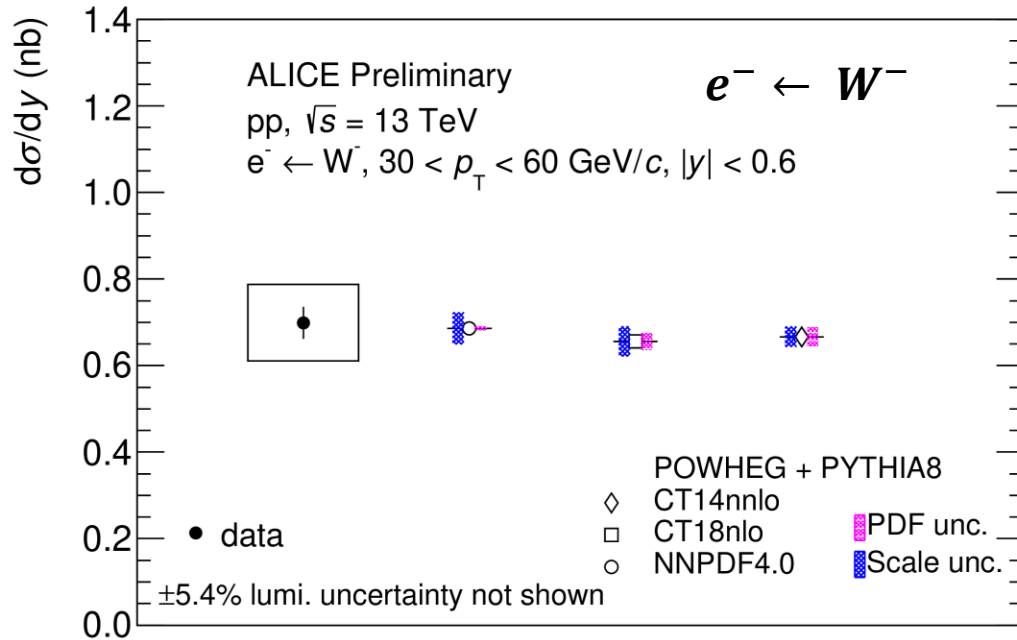 dσ/dy (nb)
1.4
1.2
1.0
0.8
0.6
0.4
0.2
0.0
ALICE Preliminary
e⁻ ← W⁻
pp, √s = 13 TeV
e⁻ ← W⁻, 30 < p_T < 60 GeV/c, |y| < 0.6
POWHEG + PYTHIA8
CT14nnlo
CT18nlo
NNPDF4.0
PDF unc.
Scale unc.
data
±5.4% lumi. uncertainty not shown